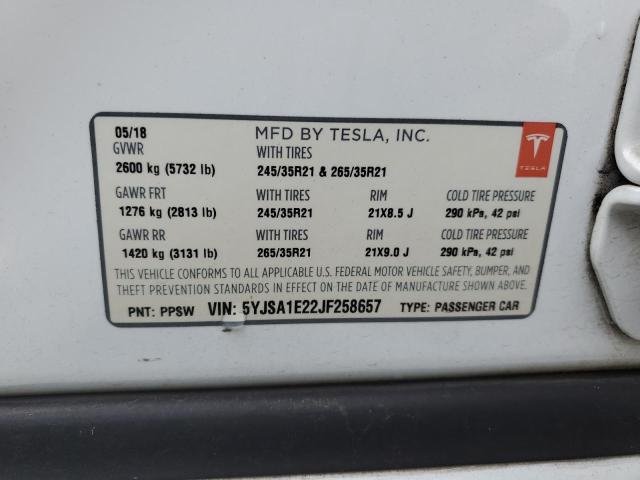 05/18 MFD BY TESLA, INC.
GVWR WITH TIRES
2600 kg (5732 lb) 245/35R21 & 265/35R21
TESLA
GAWR FRT WITH TIRES RIM COLD TIRE PRESSURE
1276 kg (2813 lb) 245/35R21 21X8.5 J 290 kPa, 42 psi
GAWR RR WITH TIRES RIM COLD TIRE PRESSURE
1420 kg (3131 lb) 265/35R21 21X9.0 J 290 kPa, 42 psi
THIS VEHICLE CONFORMS TO ALL APPLICABLE U.S. FEDERAL MOTOR VEHICLE SAFETY, BUMPER, AND
THEFT PREVENTION STANDARDS IN EFFECT ON THE DATE OF MANUFACTURE SHOWN ABOVE.
PNT: PPSW VIN: 5YJSA1E22JF258657 TYPE: PASSENGER CAR